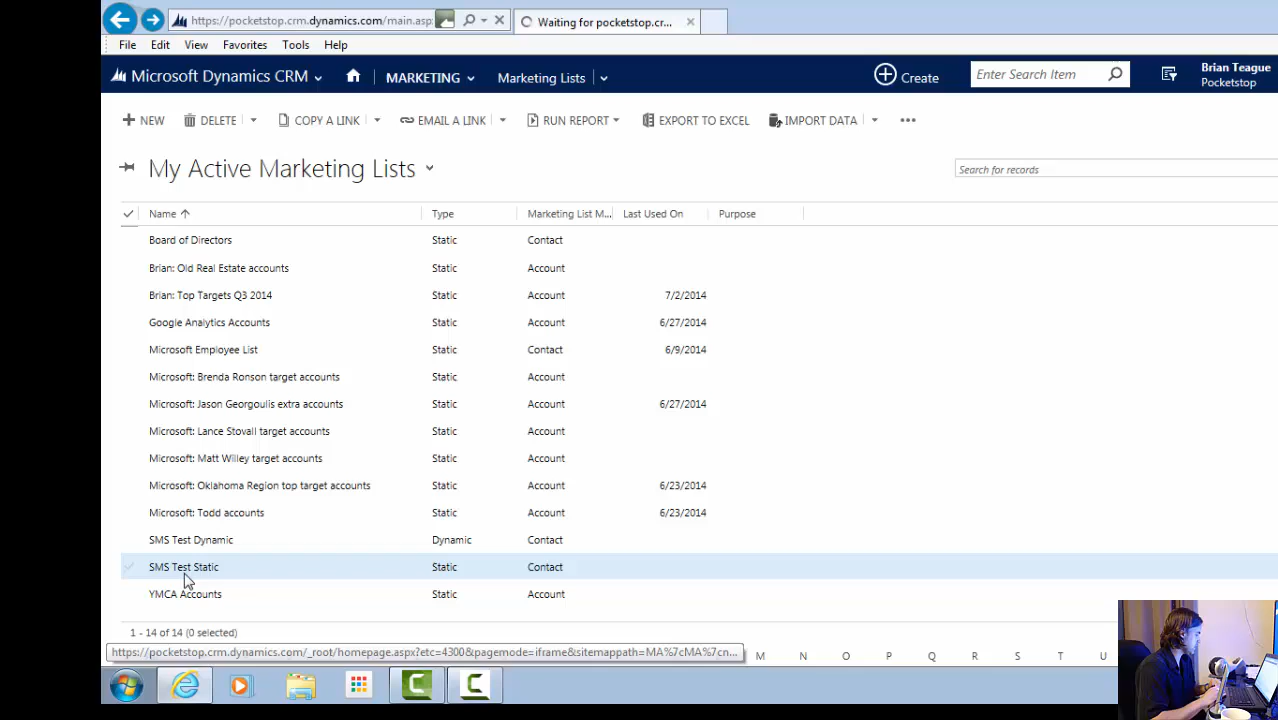 https://pocketstop.crm.dynamics.com/main.asp
Waiting for pocketstop.cr...
File Edit View Favorites Tools Help
Microsoft Dynamics CRM MARKETING Marketing Lists Create Enter Search Item Brian Teague
Pocketstop
NEW DELETE COPY A LINK EMAIL A LINK RUN REPORT EXPORT TO EXCEL IMPORT DATA
My Active Marketing Lists Search for records
Name Type Marketing List M... Last Used On Purpose
Board of Directors Static Contact
Brian: Old Real Estate accounts Static Account
Brian: Top Targets Q3 2014 Static Account 7/2/2014
Google Analytics Accounts Static Account 6/27/2014
Microsoft Employee List Static Contact 6/9/2014
Microsoft: Brenda Ronson target accounts Static Account
Microsoft: Jason Georgoulis extra accounts Static Account 6/27/2014
Microsoft: Lance Stovall target accounts Static Account
Microsoft: Matt Willey target accounts Static Account
Microsoft: Oklahoma Region top target accounts Static Account 6/23/2014
Microsoft: Todd accounts Static Account 6/23/2014
SMS Test Dynamic Dynamic Contact
SMS Test Static Static Contact
YMCA Accounts Static Account
1 - 14 of 14 (0 selected)
https://pocketstop.crm.dynamics.com/_root/homepage.aspx?etc=4300&pagemode=iframe&sitemappath=MA%7cMA%7cn...
M N O P Q R S T U